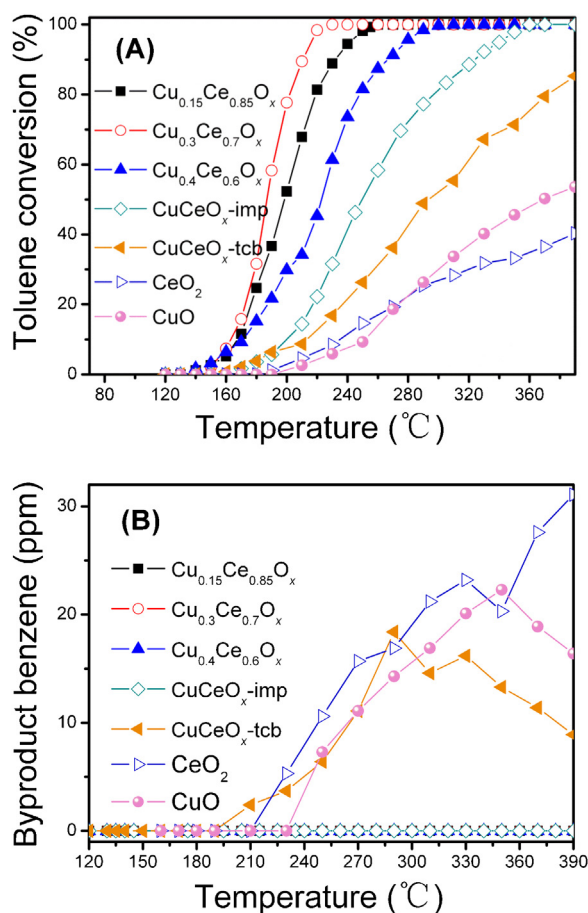 (A)
Toluene conversion (%)
100
80
60
40
20
0
Cu0.15Ce0.85Ox
Cu0.3Ce0.7Ox
Cu0.4Ce0.6Ox
CuCeOx-imp
CuCeOx-tcb
CeO2
CuO
80 120 160 200 240 280 320 360
Temperature (℃)
(B)
Byproduct benzene (ppm)
30
20
10
0
Cu0.15Ce0.85Ox
Cu0.3Ce0.7Ox
Cu0.4Ce0.6Ox
CuCeOx-imp
CuCeOx-tcb
CeO2
CuO
120 150 180 210 240 270 300 330 360 390
Temperature (℃)